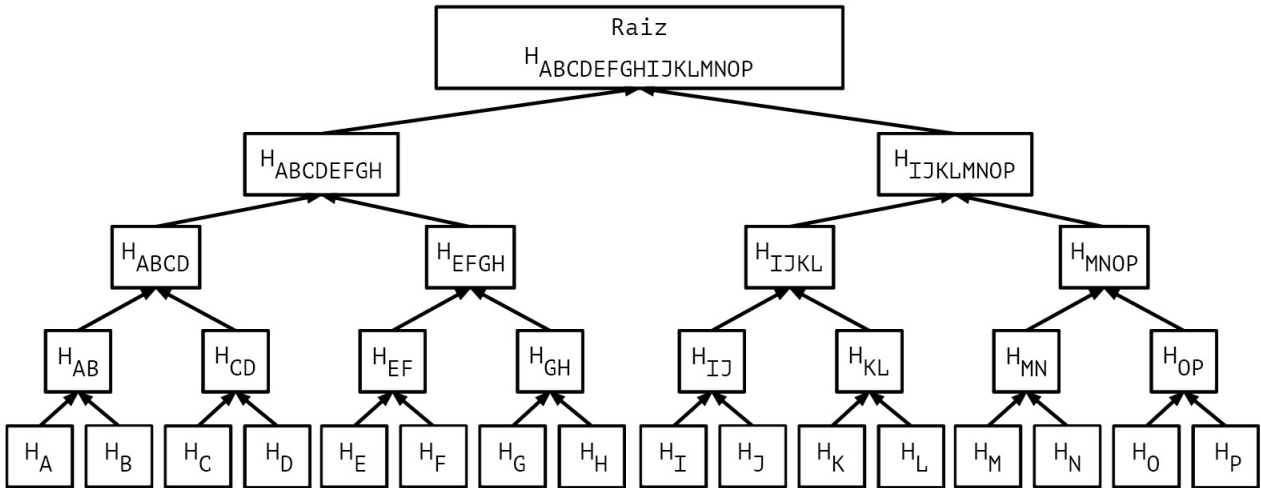 Raiz
HABCDEFGHIJKLMNOP
HABCDEFGH HIJKLMNOP
HABCD HEFGH HIJKL HMNOP
HAB HCD HEF HGH HIJ HKL HMN HOP
HA HB HC HD HE HF HG HH HI HJ HK HL HM HN HO HP